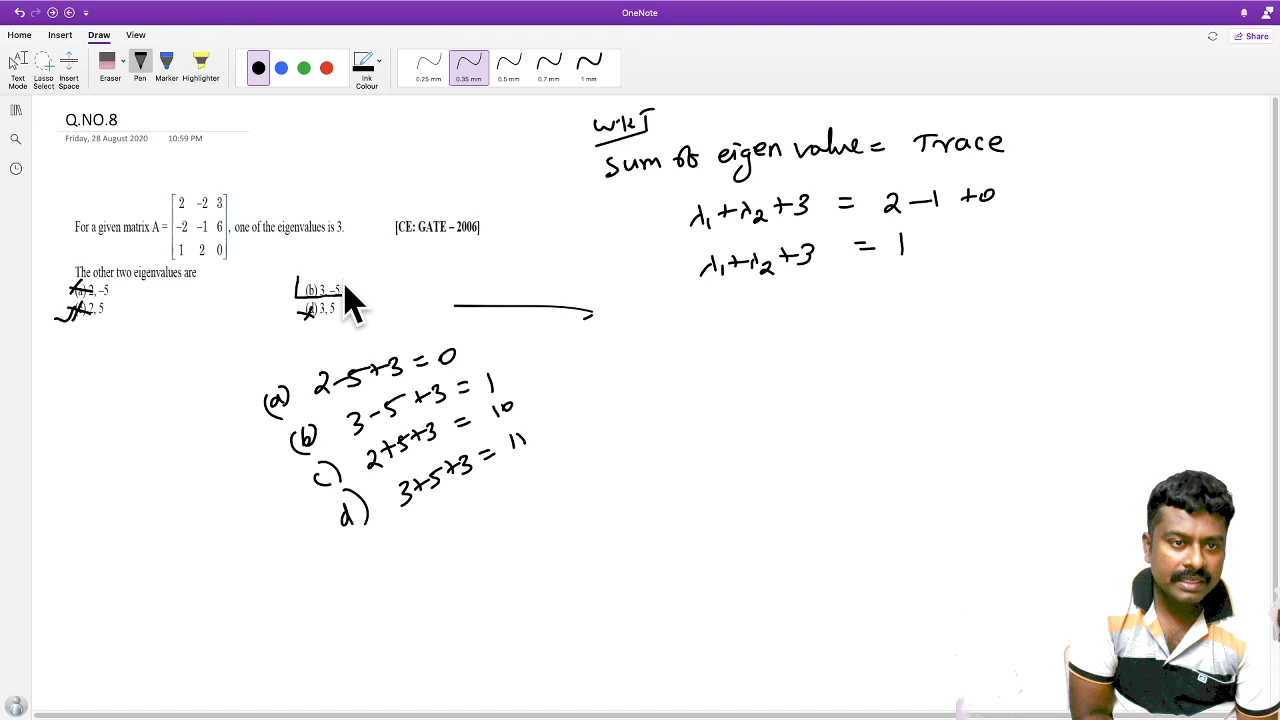 OneNote
Home Insert Draw View
Share
Text Mode
Lasso Select
Insert Space
Eraser
Pen
Marker
Highlighter
Ink Colour
0.25 mm
0.35 mm
0.5 mm
0.7 mm
1 mm
Q.NO.8
Friday, 28 August 2020 10:59 PM
For a given matrix A = [2 –2 3
–2 –1 6
1 2 0], one of the eigenvalues is 3. [CE: GATE – 2006]
The other two eigenvalues are
(a) 2, –5 (b) 3, –5
(c) 2, 5 (d) 3, 5
WKT
Sum of eigen value = Trace
λ1+λ2+3 = 2-1+0
λ1+λ2+3 = 1
(a) 2-5+3 = 0
(b) 3-5+3 = 1
c) 2+5+3 = 10
d) 3+5+3 = 11